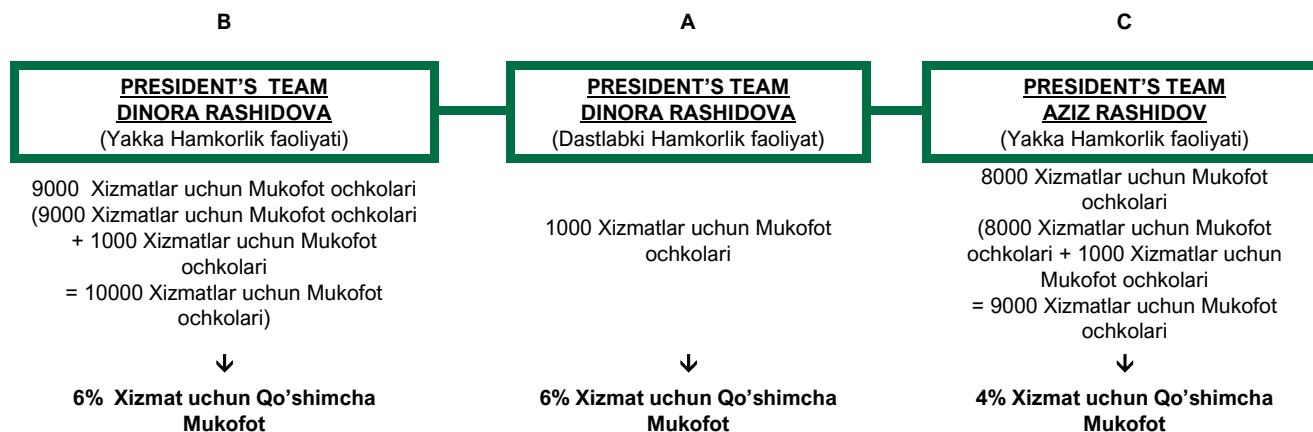 B
PRESIDENT’S TEAM
DINORA RASHIDOVA
(Yakka Hamkorlik faoliyati)
9000 Xizmatlar uchun Mukofot ochkolari
(9000 Xizmatlar uchun Mukofot ochkolari
+ 1000 Xizmatlar uchun Mukofot
ochkolari
= 10000 Xizmatlar uchun Mukofot
ochkolari)
↓
6% Xizmat uchun Qo’shimcha
Mukofot
A
PRESIDENT’S TEAM
DINORA RASHIDOVA
(Dastlabki Hamkorlik faoliyat)
1000 Xizmatlar uchun Mukofot
ochkolari
↓
6% Xizmat uchun Qo’shimcha
Mukofot
C
PRESIDENT’S TEAM
AZIZ RASHIDOV
(Yakka Hamkorlik faoliyati)
8000 Xizmatlar uchun Mukofot
ochkolari
(8000 Xizmatlar uchun Mukofot
ochkolari + 1000 Xizmatlar uchun
Mukofot ochkolari
= 9000 Xizmatlar uchun Mukofot
ochkolari
↓
4% Xizmat uchun Qo’shimcha
Mukofot